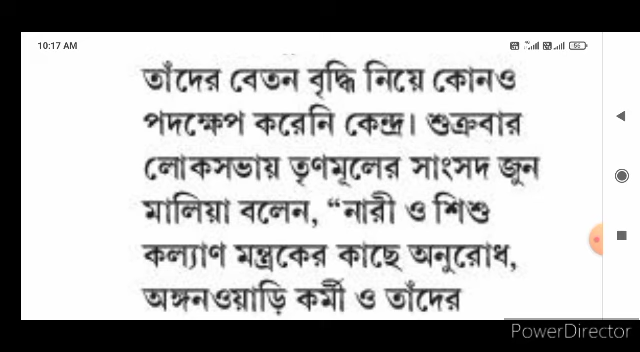 10:17 AM
তাঁদের বেতন বৃদ্ধি নিয়ে কোনও
পদক্ষেপ করেনি কেন্দ্র। শুক্রবার
লোকসভায় তৃণমূলের সাংসদ জুন
মালিয়া বলেন, “নারী ও শিশু
কল্যাণ মন্ত্রকের কাছে অনুরোধ,
অঙ্গনওয়াড়ি কর্মী ও তাঁদের
PowerDirector